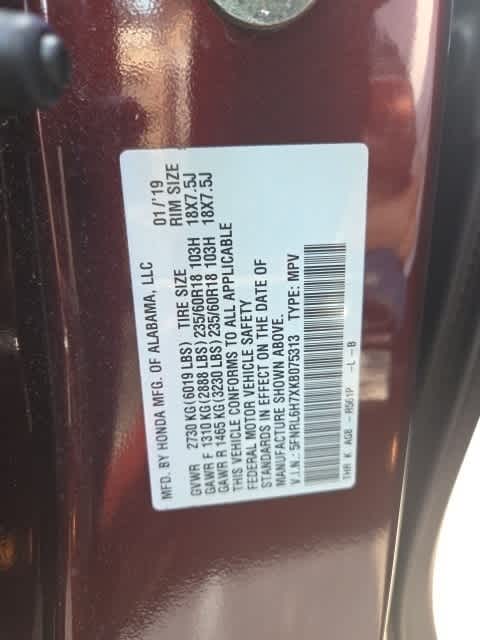 MFD. BY HONDA MFG. OF ALABAMA, LLC 01/'19
GVWR 2730 KG(6019 LBS) TIRE SIZE RIM SIZE
GAWR F 1310 KG(2888 LBS)235/60R18 103H 18X7.5J
GAWR R 1465 KG(3230 LBS)235/60R18 103H 18X7.5J
THIS VEHICLE CONFORMS TO ALL APPLICABLE
FEDERAL MOTOR VEHICLE SAFETY
STANDARDS IN EFFECT ON THE DATE OF
MANUFACTURE SHOWN ABOVE.
V.I.N.: 5FNRL6H7XKB075313 TYPE: MPV
THR K AG8 - R561P -L -B